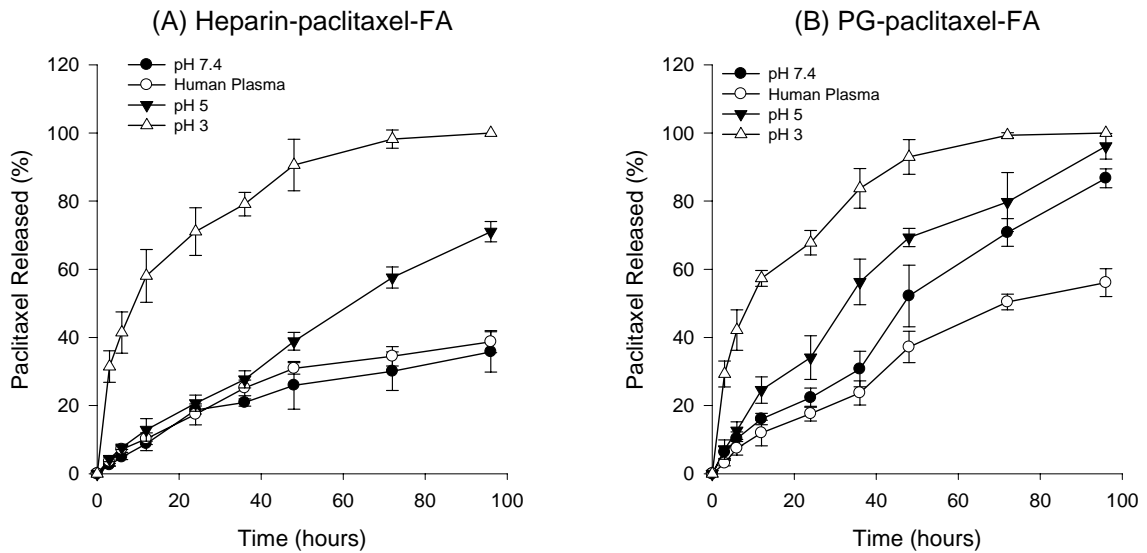 (A) Heparin-paclitaxel-FA
120
100
80
60
40
20
0
Paclitaxel Released (%)
pH 7.4
Human Plasma
pH 5
pH 3
0 20 40 60 80 100
Time (hours)
(B) PG-paclitaxel-FA
120
100
80
60
40
20
0
Paclitaxel Released (%)
pH 7.4
Human Plasma
pH 5
pH 3
0 20 40 60 80 100
Time (hours)